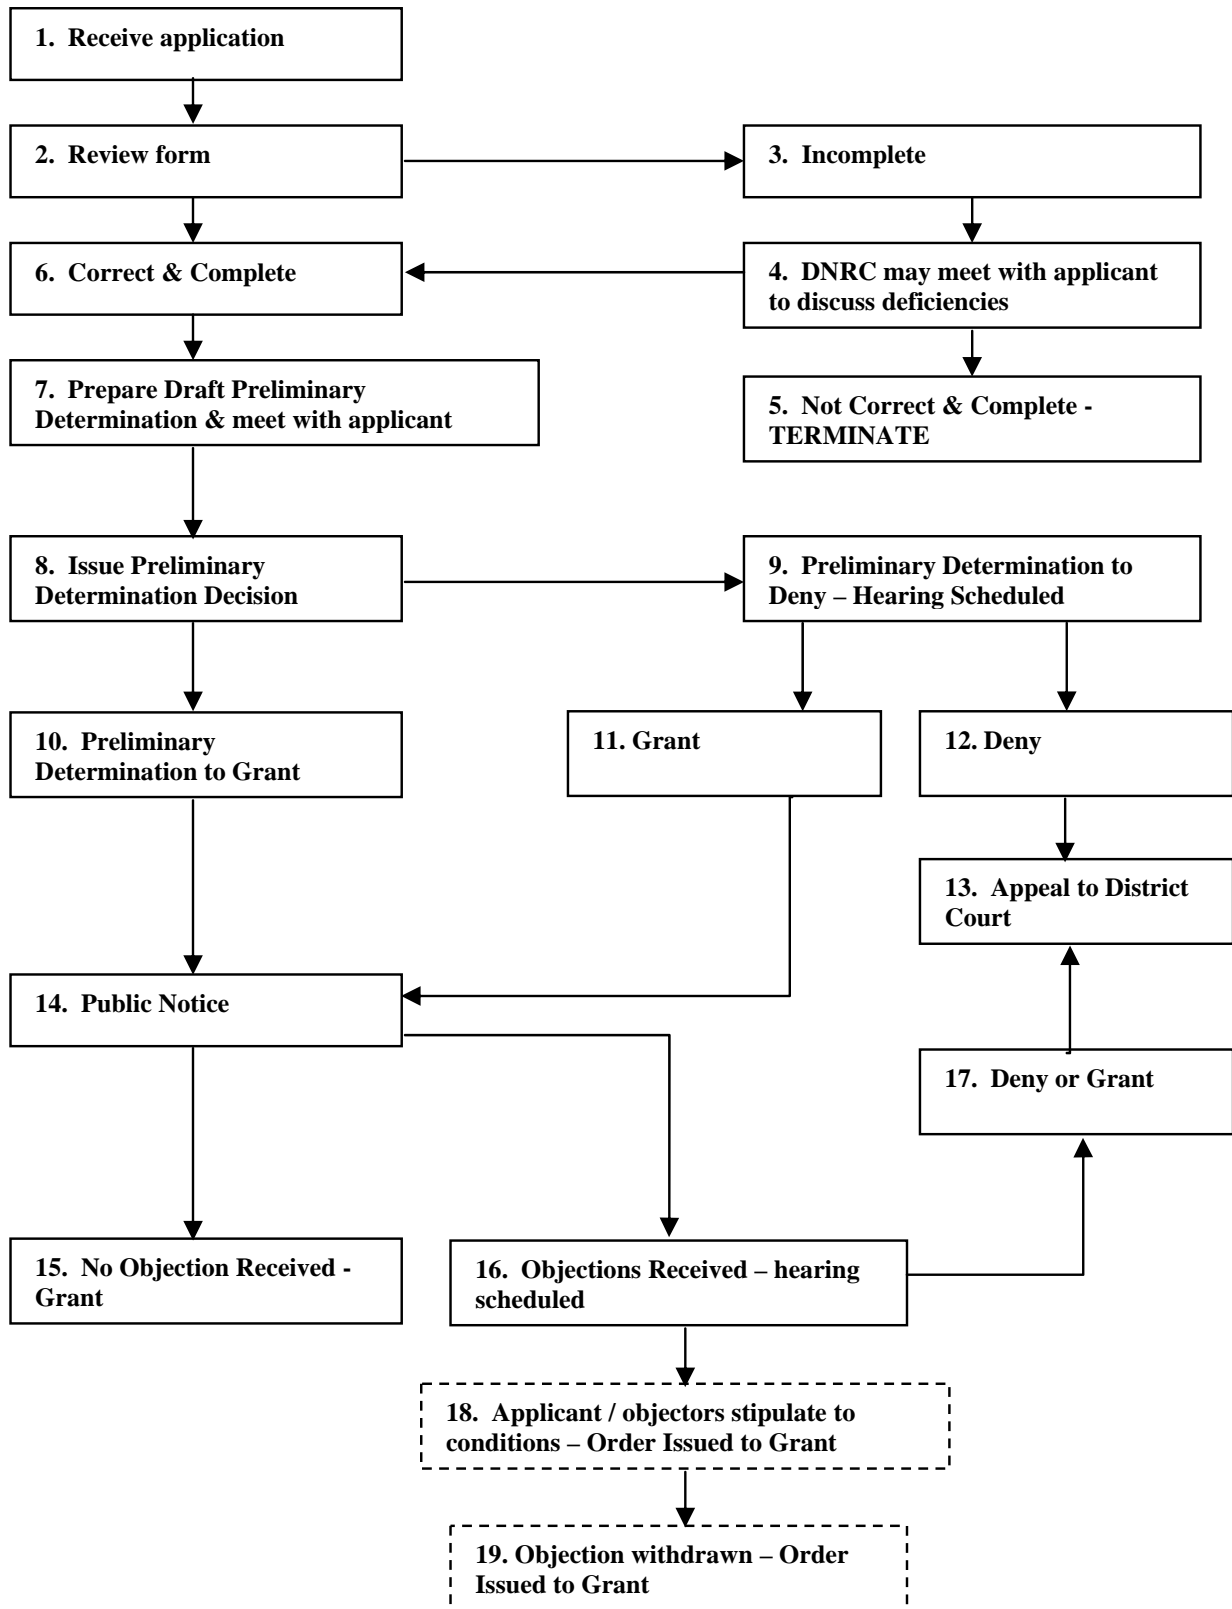 1. Receive application
2. Review form
3. Incomplete
6. Correct & Complete
4. DNRC may meet with applicant
to discuss deficiencies
7. Prepare Draft Preliminary
Determination & meet with applicant
5. Not Correct & Complete -
TERMINATE
8. Issue Preliminary
Determination Decision
9. Preliminary Determination to
Deny – Hearing Scheduled
10. Preliminary
Determination to Grant
11. Grant
12. Deny
13. Appeal to District
Court
14. Public Notice
17. Deny or Grant
15. No Objection Received -
Grant
16. Objections Received – hearing
scheduled
18. Applicant / objectors stipulate to
conditions – Order Issued to Grant
19. Objection withdrawn – Order
Issued to Grant